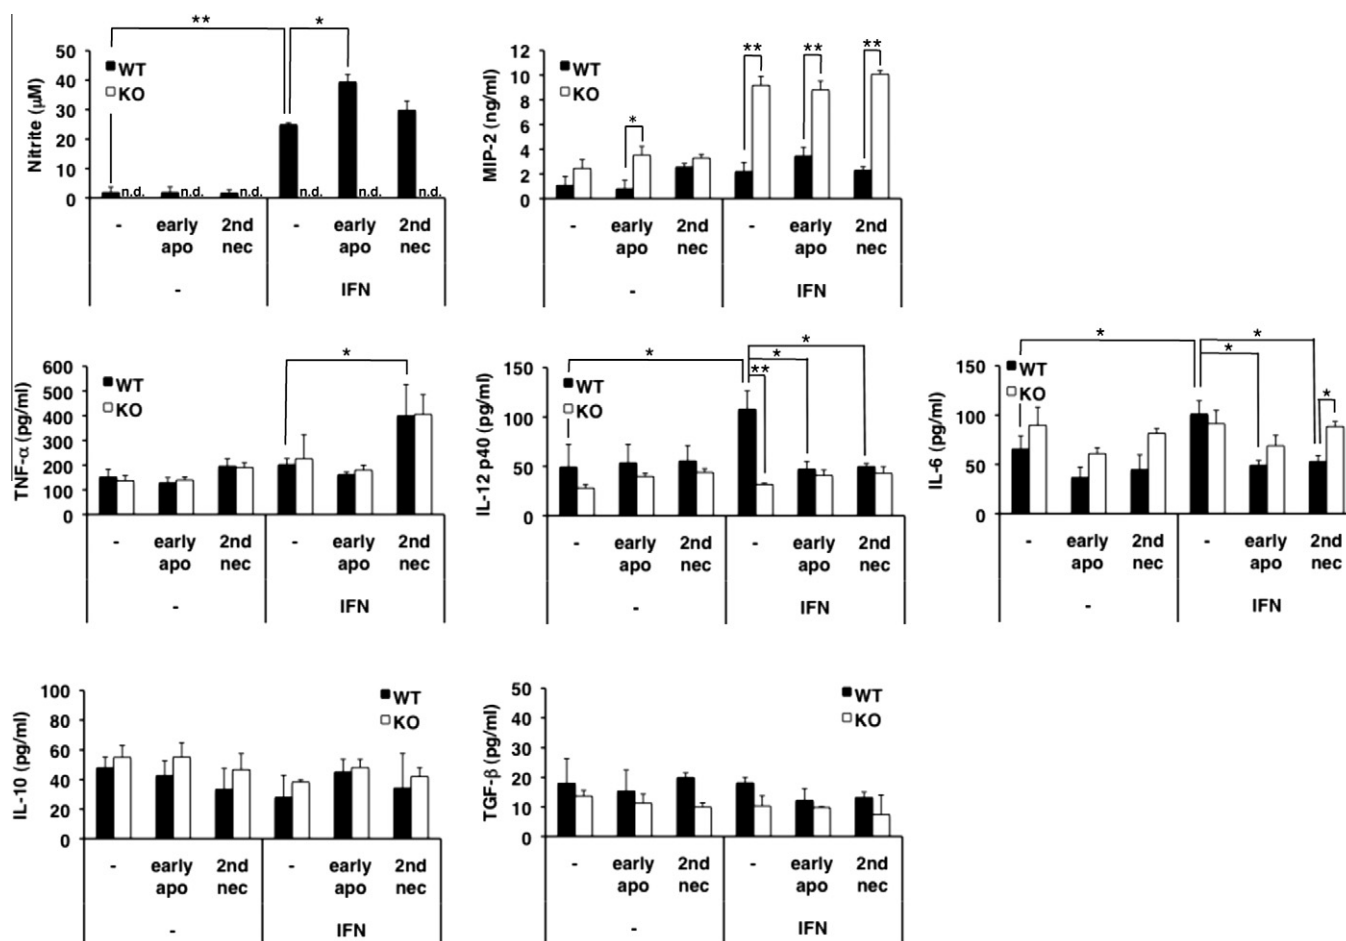 ** *
Nitrite (μM)
50
40
30
20
10
0
WT
KO
n.d. n.d. n.d. n.d. n.d. n.d.
- early apo 2nd nec - early apo 2nd nec
- IFN
* ** ** **
MIP-2 (ng/ml)
12
10
8
6
4
2
0
WT
KO
- early apo 2nd nec - early apo 2nd nec
- IFN
*
TNF-α (pg/ml)
600
500
400
300
200
100
0
WT
KO
- early apo 2nd nec - early apo 2nd nec
- IFN
* * * **
IL-12 p40 (pg/ml)
150
100
50
0
WT
KO
- early apo 2nd nec - early apo 2nd nec
- IFN
* * * *
IL-6 (pg/ml)
150
100
50
0
WT
KO
- early apo 2nd nec - early apo 2nd nec
- IFN
IL-10 (pg/ml)
100
80
60
40
20
0
WT
KO
- early apo 2nd nec - early apo 2nd nec
- IFN
TGF-β (pg/ml)
50
40
30
20
10
0
WT
KO
- early apo 2nd nec - early apo 2nd nec
- IFN